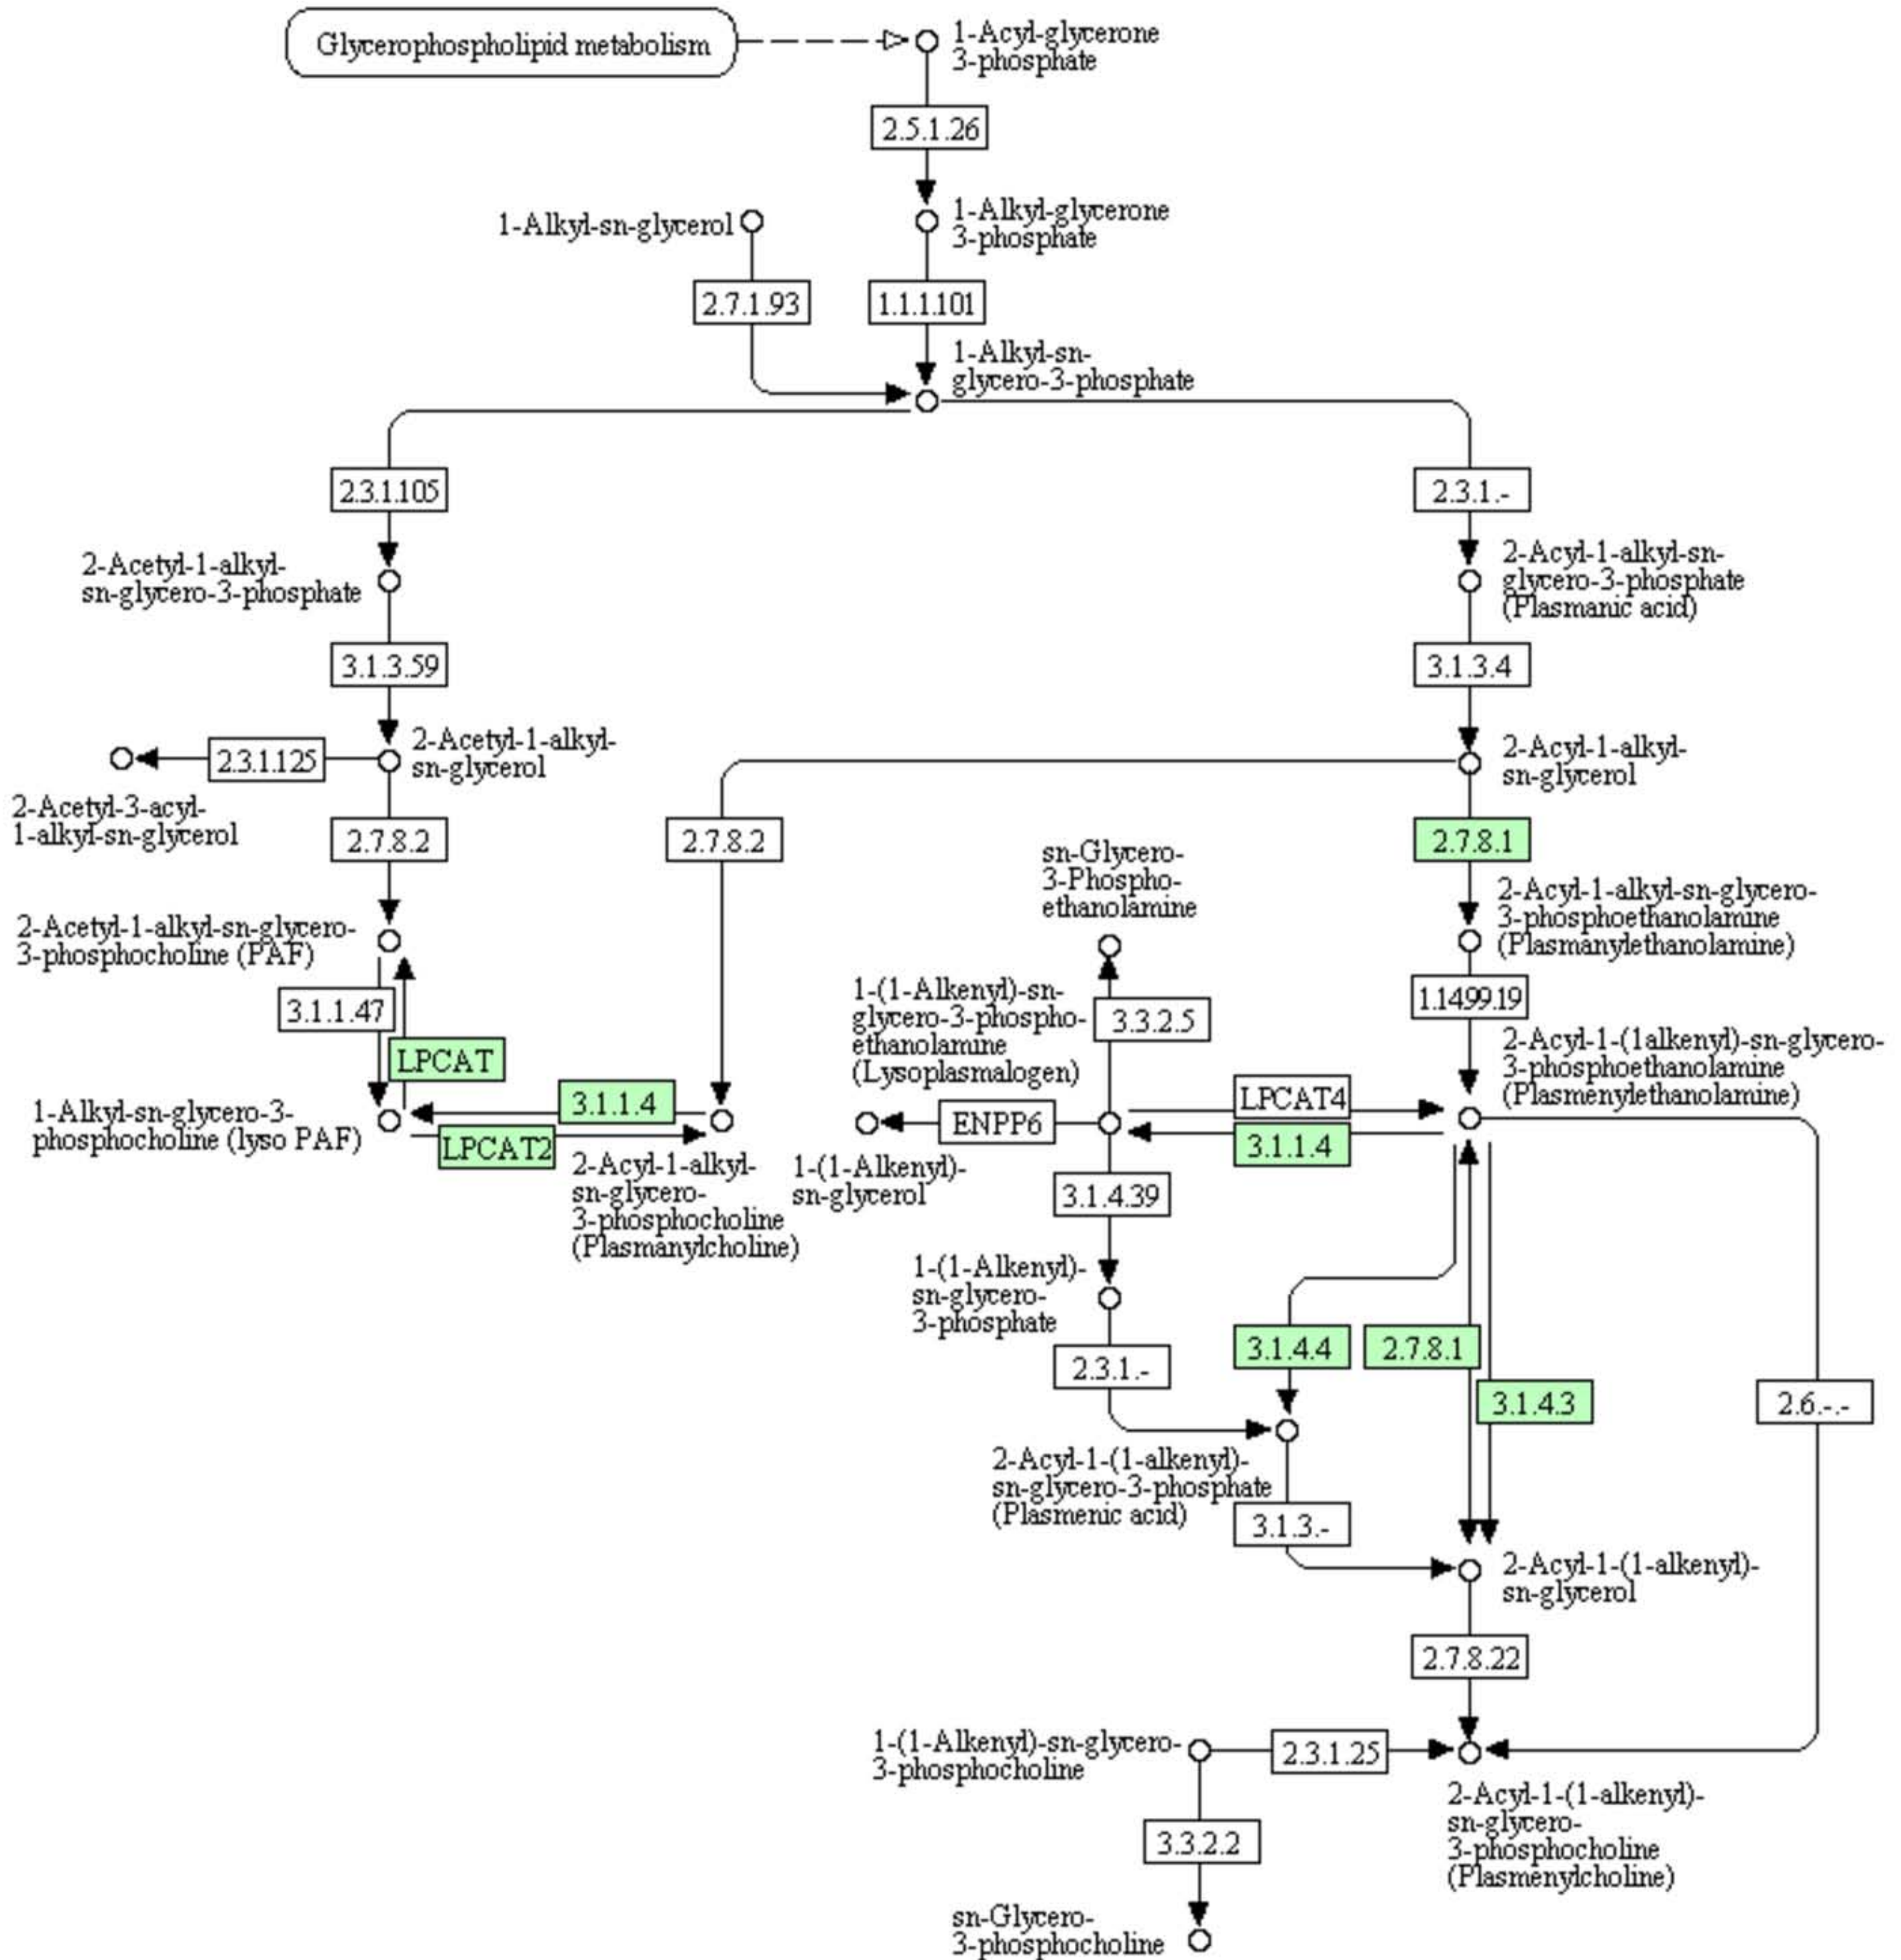 Glycerophospholipid metabolism
1-Acyl-glycerone
3-phosphate
2.5.1.26
1-Alkyl-sn-glycerol
1-Alkyl-glycerone
3-phosphate
2.7.1.93
1.1.1.101
1-Alkyl-sn-
glycero-3-phosphate
2.3.1.105
2.3.1.-
2-Acetyl-1-alkyl-
sn-glycero-3-phosphate
2-Acyl-1-alkyl-sn-
glycero-3-phosphate
(Plasmanic acid)
3.1.3.59
3.1.3.4
2.3.1.125
2-Acetyl-1-alkyl-
sn-glycerol
2-Acyl-1-alkyl-
sn-glycerol
2-Acetyl-3-acyl-
1-alkyl-sn-glycerol
2.7.8.2
2.7.8.2
2.7.8.1
sn-Glycero-
3-Phospho-
ethanolamine
2-Acyl-1-alkyl-sn-glycero-
3-phosphoethanolamine
(Plasmanylethanolamine)
2-Acetyl-1-alkyl-sn-glycero-
3-phosphocholine (PAF)
3.1.1.47
1-(1-Alkenyl)-sn-
glycero-3-phospho-
ethanolamine
(Lysoplasmalogen)
3.3.2.5
1.14.99.19
LPCAT
2-Acyl-1-(1alkenyl)-sn-glycero-
3-phosphoethanolamine
(Plasmenylethanolamine)
1-Alkyl-sn-glycero-3-
phosphocholine (lyso PAF)
3.1.1.4
LPCAT2
ENPP6
LPCAT4
3.1.1.4
2-Acyl-1-alkyl-
sn-glycero-
3-phosphocholine
(Plasmanylcholine)
1-(1-Alkenyl)-
sn-glycerol
3.1.4.39
1-(1-Alkenyl)-
sn-glycero-
3-phosphate
2.3.1.-
3.1.4.4
2.7.8.1
3.1.4.3
2.6.-.-
2-Acyl-1-(1-alkenyl)-
sn-glycero-3-phosphate
(Plasmenic acid)
3.1.3.-
2-Acyl-1-(1-alkenyl)-
sn-glycerol
2.7.8.22
1-(1-Alkenyl)-sn-glycero-
3-phosphocholine
2.3.1.25
2-Acyl-1-(1-alkenyl)-
sn-glycero-
3-phosphocholine
(Plasmenylcholine)
3.3.2.2
sn-Glycero-
3-phosphocholine